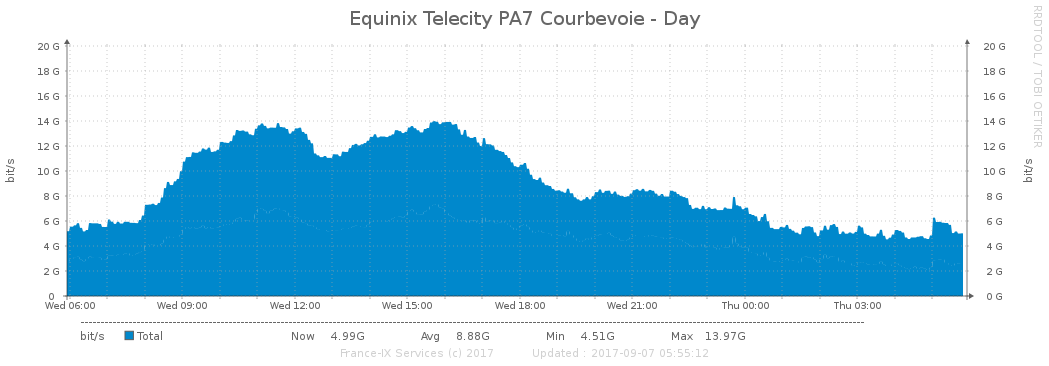 Equinix Telecity PA7 Courbevoie - Day
RRDTOOL / TOBI OETIKER
20 G 20 G
18 G 18 G
16 G 16 G
14 G 14 G
12 G 12 G
10 G 10 G
8 G 8 G
6 G 6 G
4 G 4 G
2 G 2 G
0 0 G
bit/s bit/s
Wed 06:00 Wed 09:00 Wed 12:00 Wed 15:00 Wed 18:00 Wed 21:00 Thu 00:00 Thu 03:00
bit/s Total Now 4.99G Avg 8.88G Min 4.51G Max 13.97G
France-IX Services (c) 2017 Updated : 2017-09-07 05:55:12